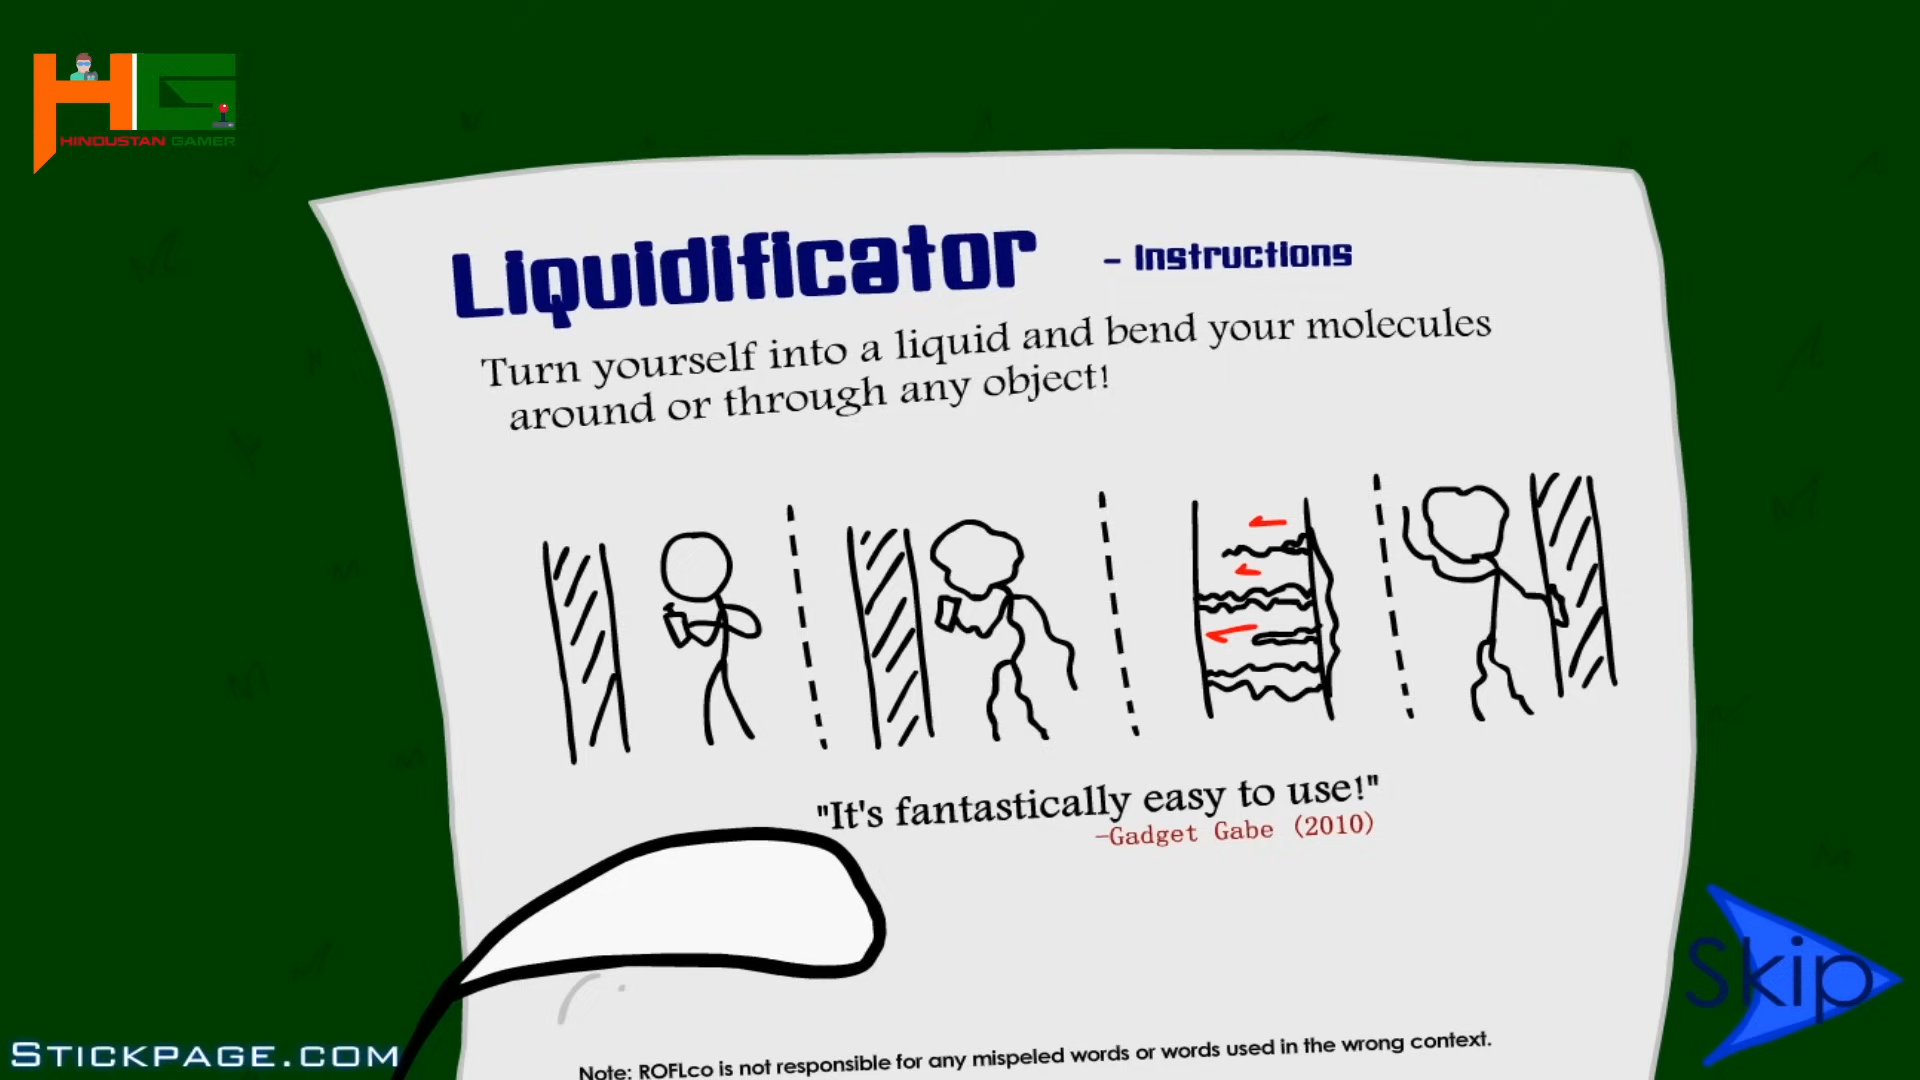 HINDUSTAN GAMER
Liquidificator - Instructions
Turn yourself into a liquid and bend your molecules
around or through any object!
"It's fantastically easy to use!"
-Gadget Gabe (2010)
Skip
STICKPAGE.COM
Note: ROFLco is not responsible for any mispeled words or words used in the wrong context.